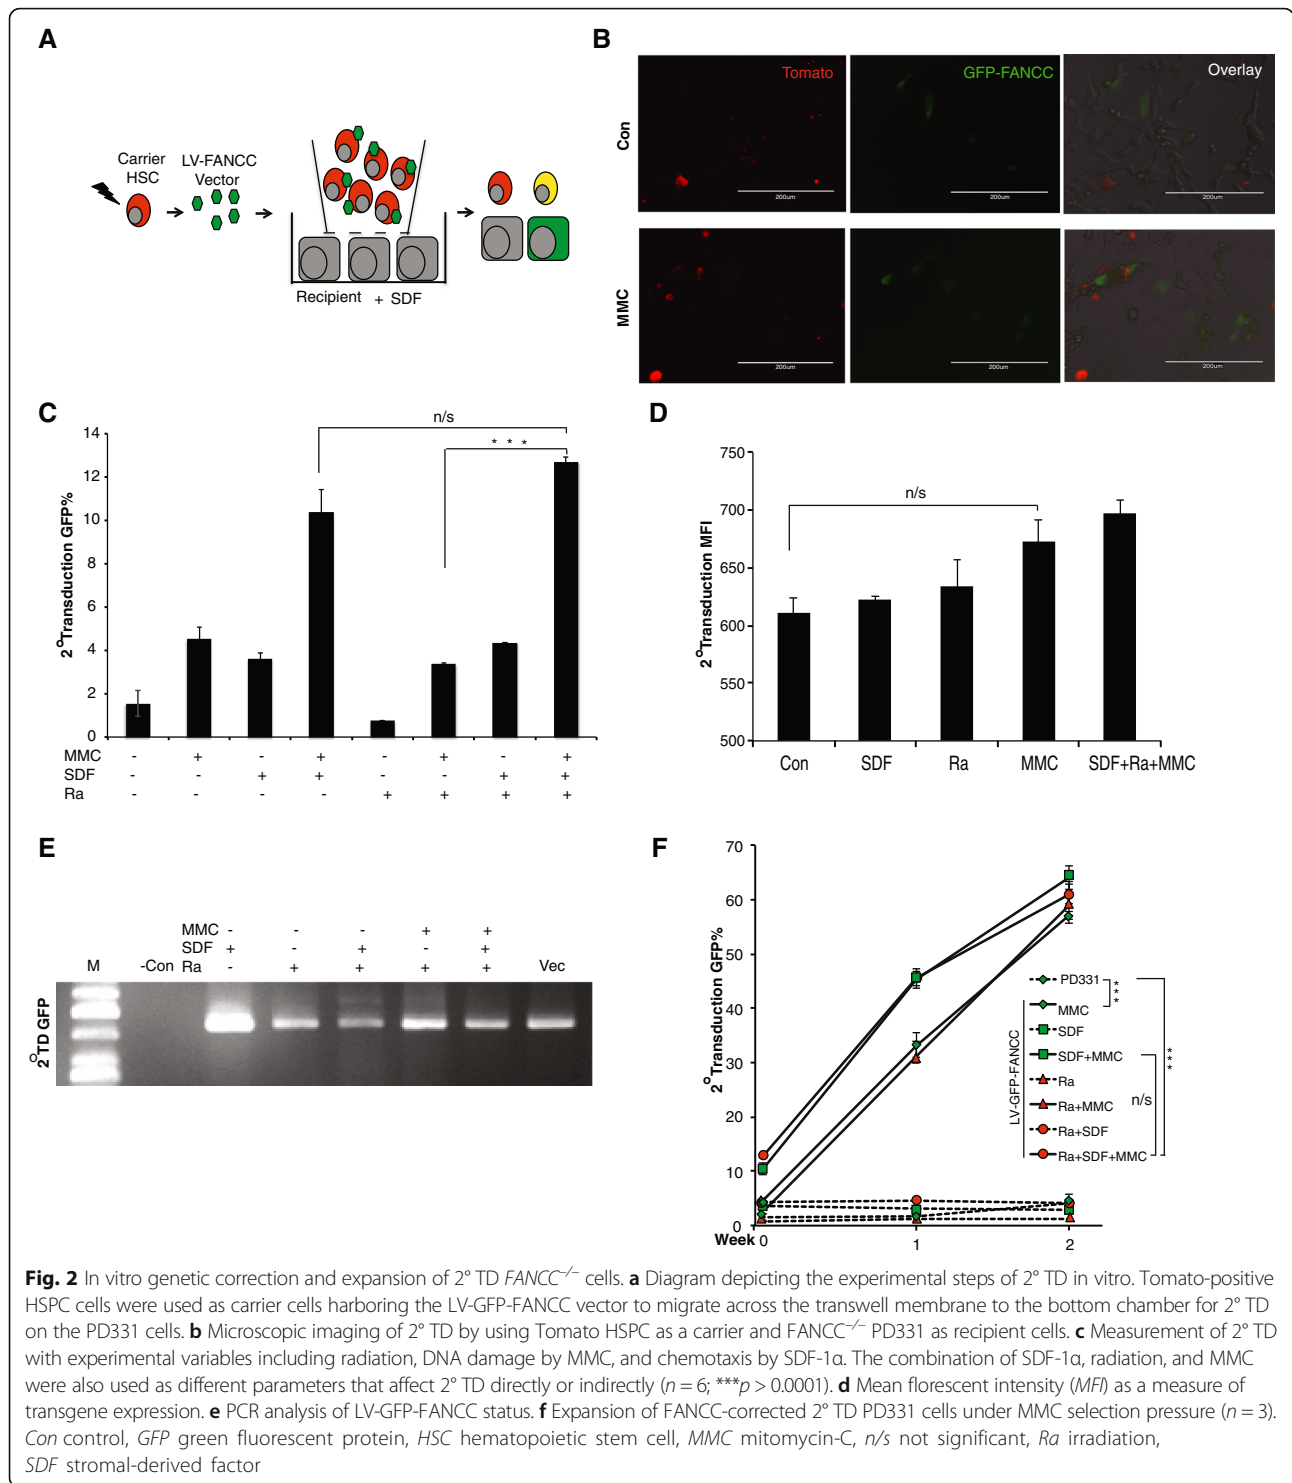 A
Carrier
HSC
LV-FANCC
Vector
Recipient + SDF
B
Tomato
GFP-FANCC
Overlay
Con
200um
200um
200um
MMC
200um
200um
200um
C
n/s
* * *
2°Transduction GFP%
14
12
10
8
6
4
2
0
MMC - + - + - + - +
SDF - - + + - - + +
Ra - - - - + + + +
D
n/s
2°Transduction MFI
750
700
650
600
550
500
Con SDF Ra MMC SDF+Ra+MMC
E
MMC - - - + +
SDF + - + - +
M -Con Ra - + + + + Vec
2°TD GFP
F
2°Transduction GFP%
70
60
50
40
30
20
10
0
Week 0 1 2
LV-GFP-FANCC
PD331
MMC
SDF
SDF+MMC
Ra
Ra+MMC
Ra+SDF
Ra+SDF+MMC
***
***
n/s
Fig. 2 In vitro genetic correction and expansion of 2° TD FANCC−/− cells. a Diagram depicting the experimental steps of 2° TD in vitro. Tomato-positive
HSPC cells were used as carrier cells harboring the LV-GFP-FANCC vector to migrate across the transwell membrane to the bottom chamber for 2° TD
on the PD331 cells. b Microscopic imaging of 2° TD by using Tomato HSPC as a carrier and FANCC−/− PD331 as recipient cells. c Measurement of 2° TD
with experimental variables including radiation, DNA damage by MMC, and chemotaxis by SDF-1α. The combination of SDF-1α, radiation, and MMC
were also used as different parameters that affect 2° TD directly or indirectly (n = 6; ***p > 0.0001). d Mean florescent intensity (MFI) as a measure of
transgene expression. e PCR analysis of LV-GFP-FANCC status. f Expansion of FANCC-corrected 2° TD PD331 cells under MMC selection pressure (n = 3).
Con control, GFP green fluorescent protein, HSC hematopoietic stem cell, MMC mitomycin-C, n/s not significant, Ra irradiation,
SDF stromal-derived factor